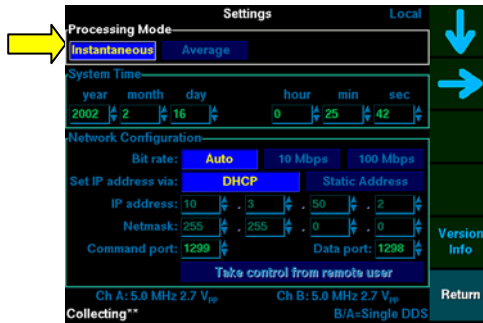 Settings
Local
Processing Mode
Instantaneous Average
System Time
year month day hour min sec
2002 2 16 0 25 42
Network Configuration
Bit rate: Auto 10 Mbps 100 Mbps
Set IP address via: DHCP Static Address
IP address: 10 . 3 . 50 . 2
Netmask: 255 . 255 . 0 . 0
Command port: 1299 Data port: 1298
Take control from remote user
Version Info
Ch A: 5.0 MHz 2.7 Vpp Ch B: 5.0 MHz 2.7 Vpp
Return
Collecting** B/A=Single DDS